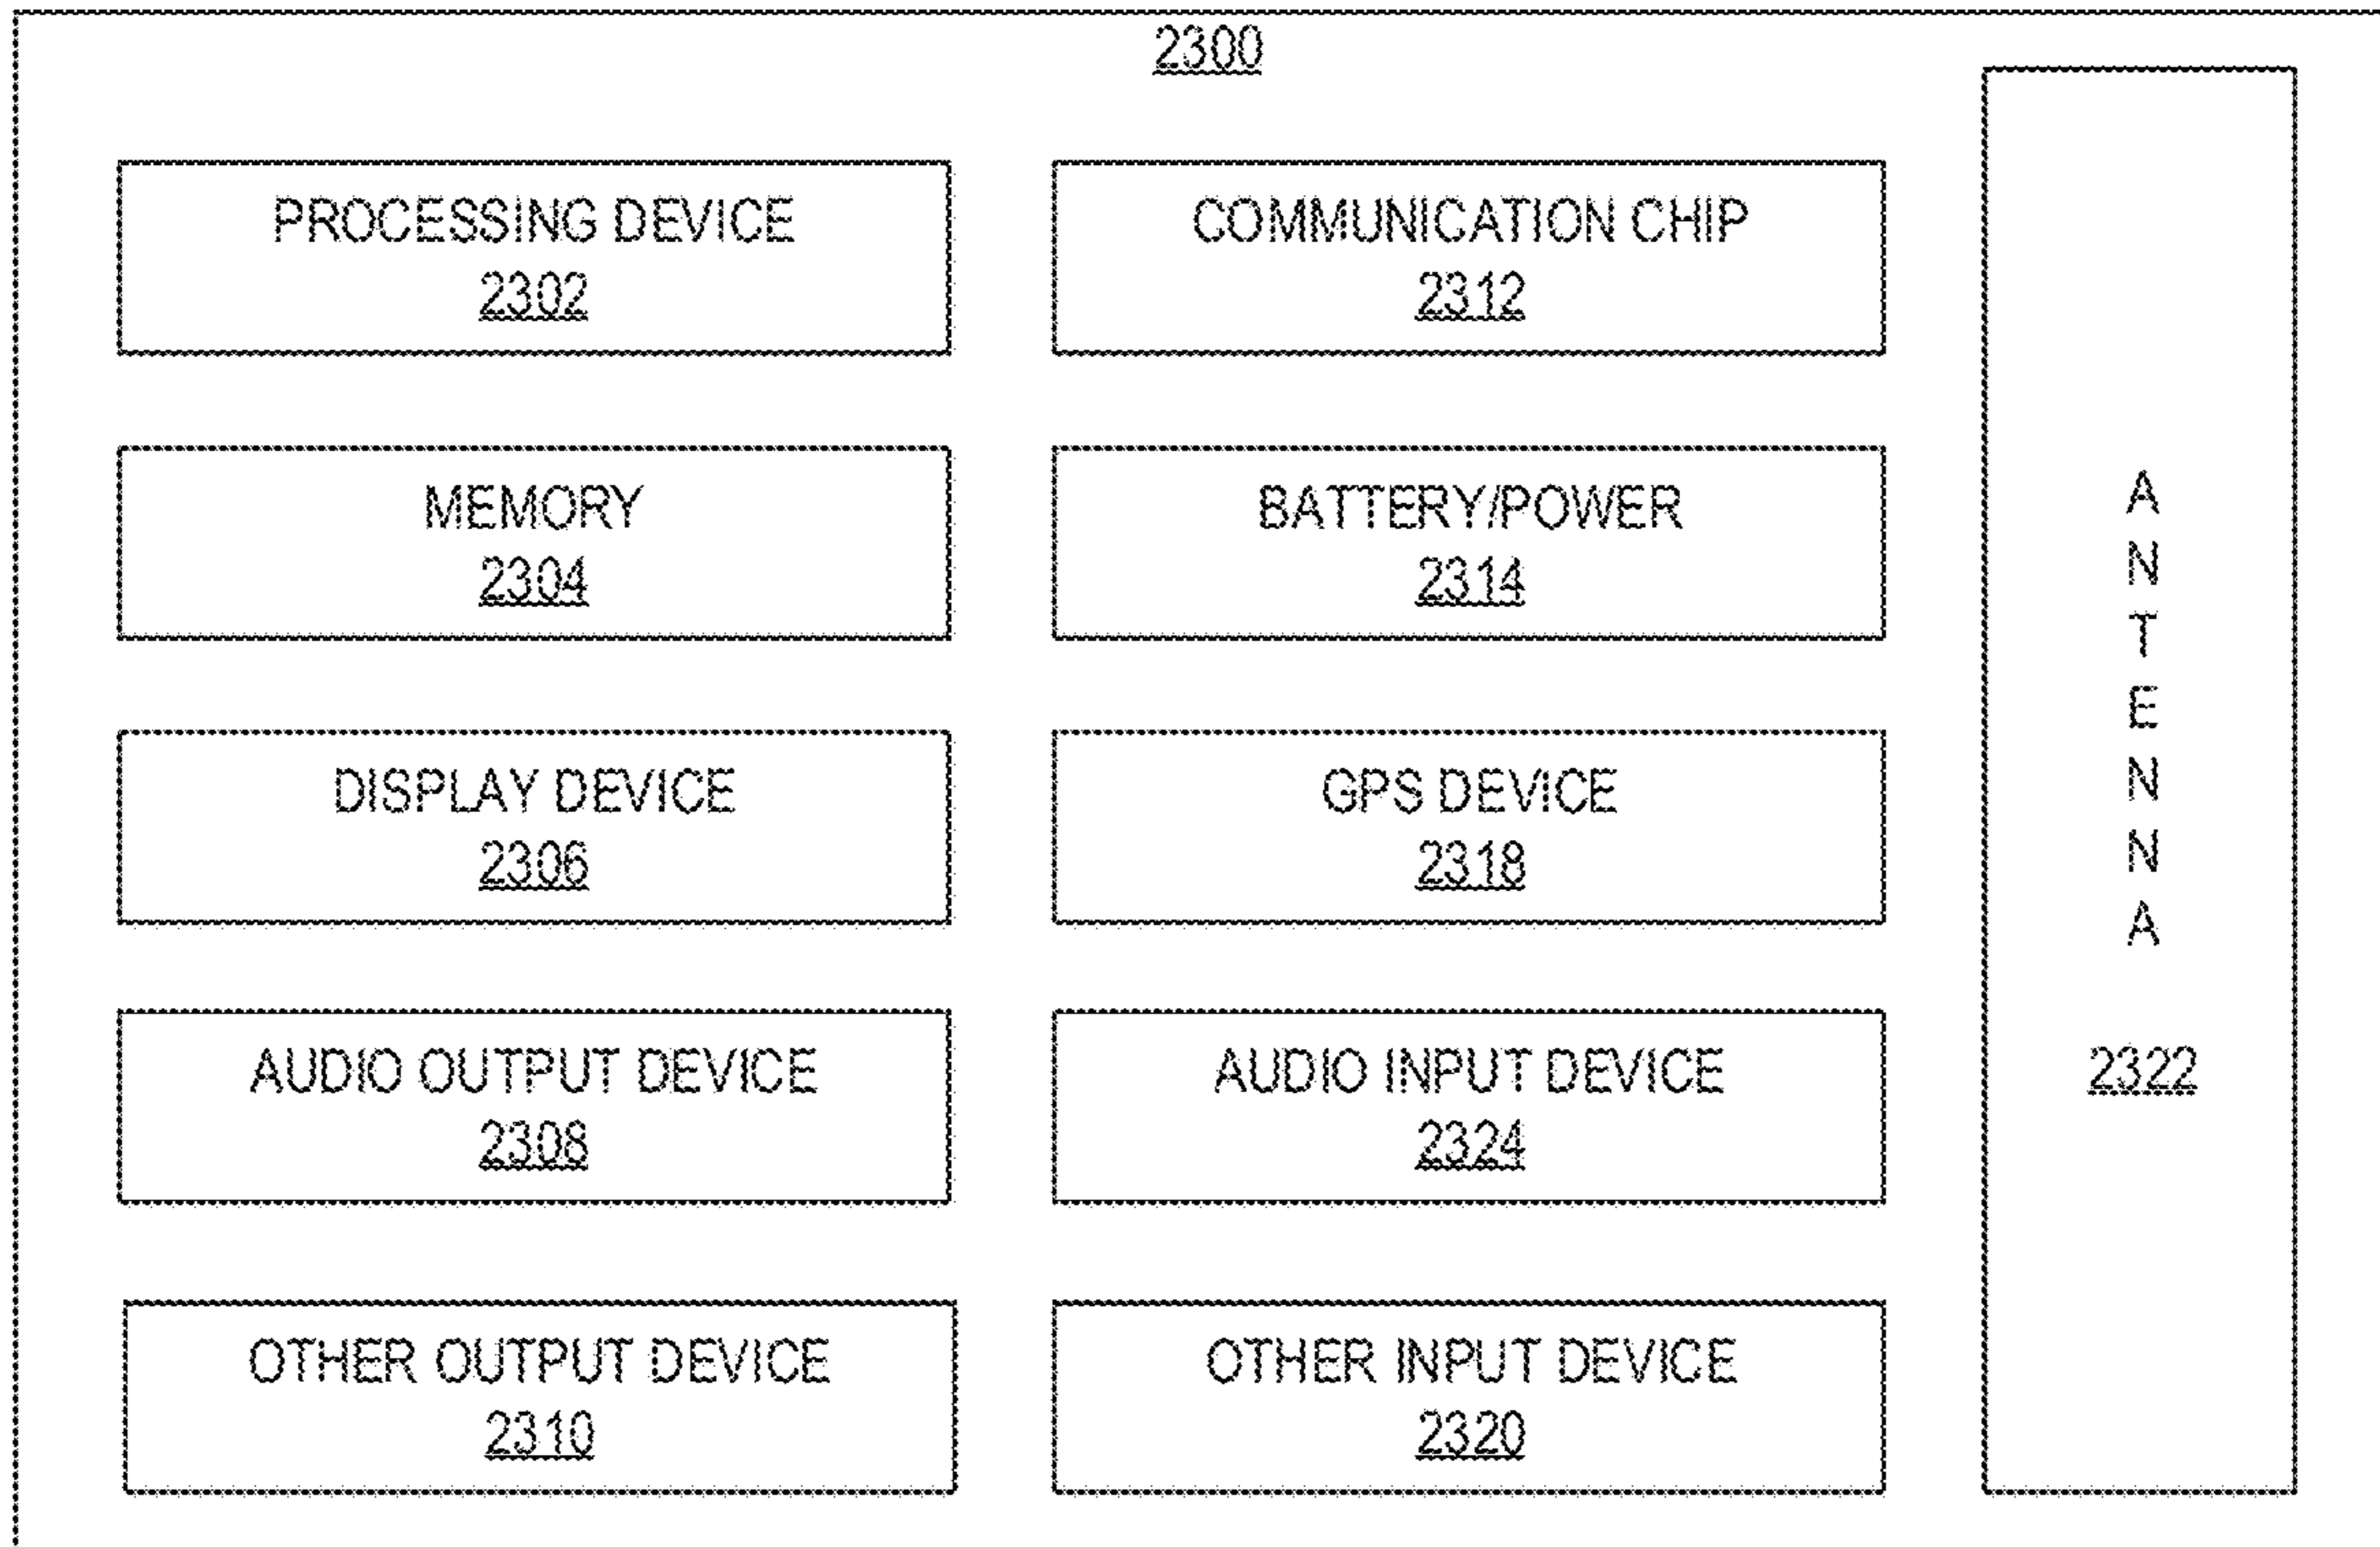 2300
PROCESSING DEVICE
2302
COMMUNICATION CHIP
2312
MEMORY
2304
BATTERY/POWER
2314
DISPLAY DEVICE
2306
GPS DEVICE
2318
AUDIO OUTPUT DEVICE
2308
AUDIO INPUT DEVICE
2324
OTHER OUTPUT DEVICE
2310
OTHER INPUT DEVICE
2320
ANTENNA
2322